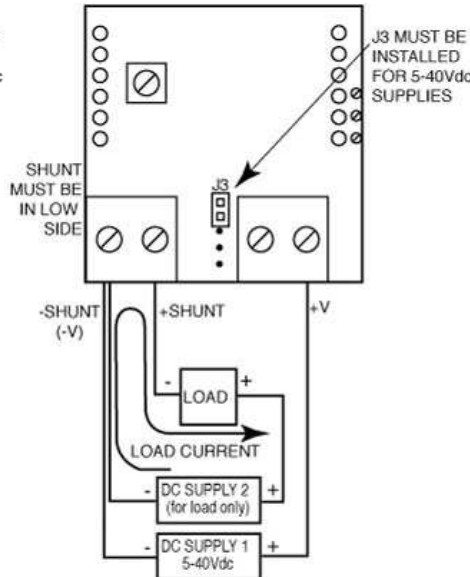 J3 MUST BE
INSTALLED
FOR 5-40Vdc
SUPPLIES
SHUNT
MUST BE
IN LOW
SIDE
J3
-SHUNT
(-V)
+SHUNT
+V
- +
LOAD
LOAD CURRENT
- DC SUPPLY 2 +
(for load only)
- DC SUPPLY 1 +
5-40Vdc